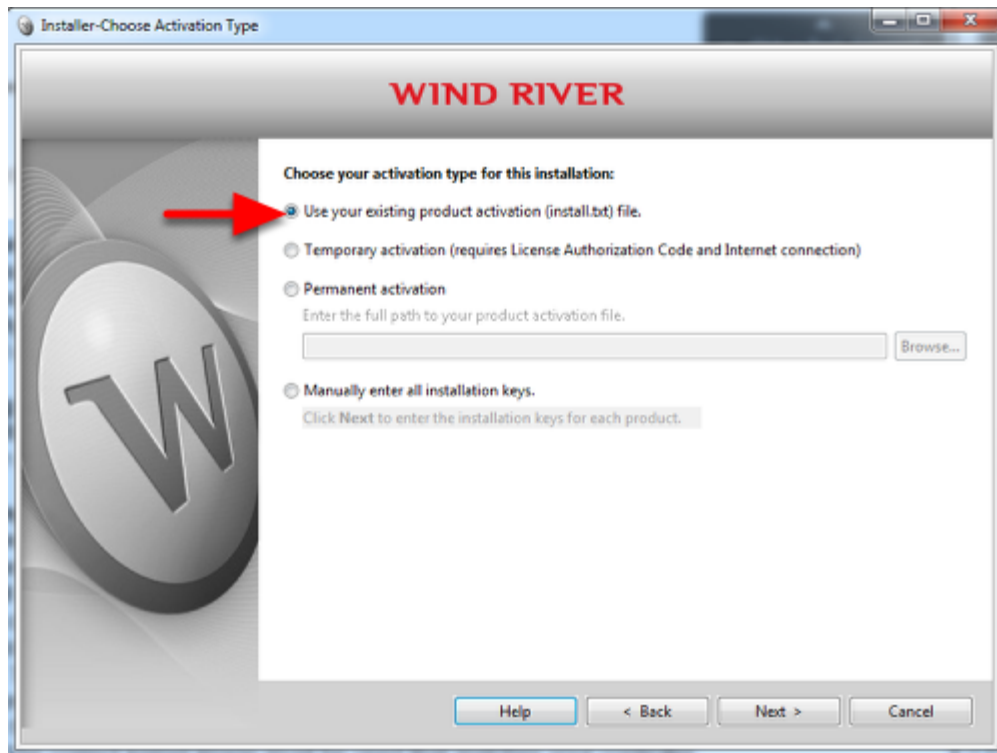 Installer-Choose Activation Type
WIND RIVER
Choose your activation type for this installation:
Use your existing product activation (install.txt) file.
Temporary activation (requires License Authorization Code and Internet connection)
Permanent activation
Enter the full path to your product activation file.
Browse...
Manually enter all installation keys.
Click Next to enter the installation keys for each product.
W
Help
< Back
Next >
Cancel